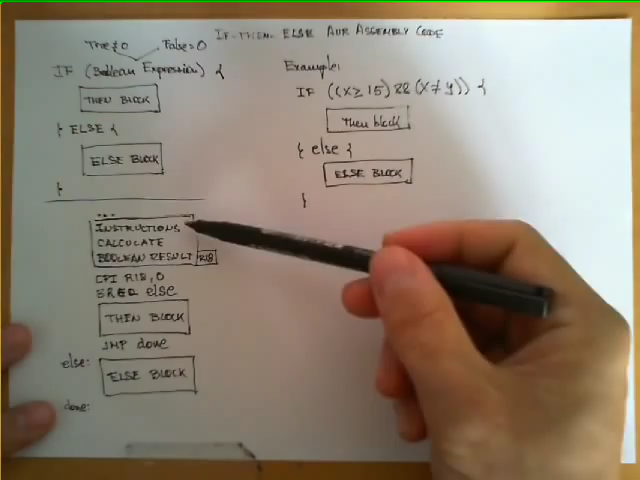 IF-THEN-ELSE AVR ASSEMBLY CODE
True≠0 False=0
IF (Boolean Expression) {
THEN BLOCK
} ELSE {
ELSE BLOCK
}
...
INSTRUCTIONS
CALCULATE
BOOLEAN RESULT R18
CPI R18,0
BREQ else
THEN BLOCK
JMP done
else:
ELSE BLOCK
done:
Example:
IF ((X≥15)&&(X≠y)) {
Then block
} else {
ELSE BLOCK
}